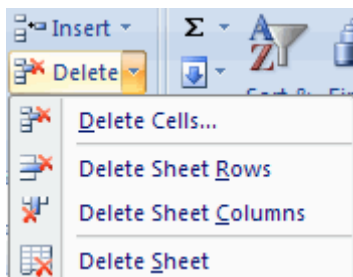 Insert
Σ
A
Z
Delete
Delete Cells...
Delete Sheet Rows
Delete Sheet Columns
Delete Sheet